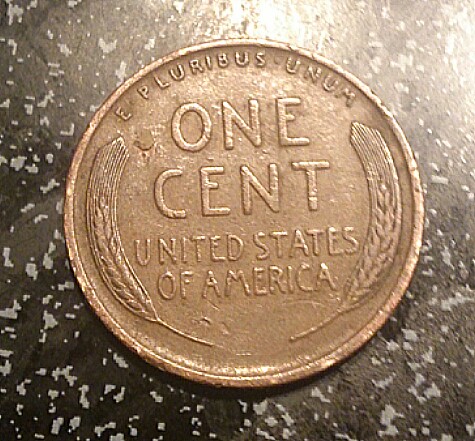 E PLURIBUS · UNUM
ONE
CENT
UNITED STATES
OF AMERICA